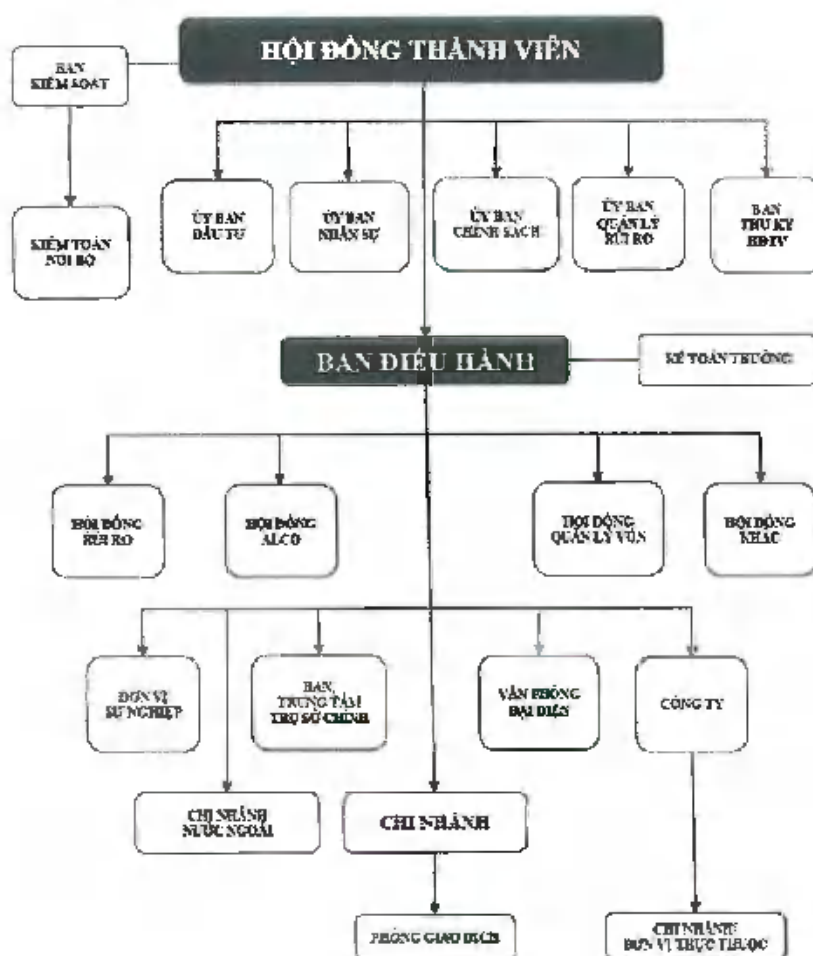 HỘI ĐỒNG THÀNH VIÊN
BAN
KIỂM SOÁT
KIỂM TOÁN
NỘI BỘ
ỦY BAN
ĐẦU TƯ
ỦY BAN
NHÂN SỰ
ỦY BAN
CHÍNH SÁCH
ỦY BAN
QUẢN LÝ
RỦI RO
BAN
THƯ KÝ
HĐTV
BAN ĐIỀU HÀNH
KẾ TOÁN TRƯỞNG
HỘI ĐỒNG
RỦI RO
HỘI ĐỒNG
ALCO
HỘI ĐỒNG
QUẢN LÝ VỐN
HỘI ĐỒNG
KHÁC
ĐƠN VỊ
SỰ NGHIỆP
BAN,
TRUNG TÂM
TRỤ SỞ CHÍNH
VĂN PHÒNG
ĐẠI DIỆN
CÔNG TY
CHI NHÁNH
NƯỚC NGOÀI
CHI NHÁNH
PHÒNG GIAO DỊCH
CHI NHÁNH/
ĐƠN VỊ TRỰC THUỘC